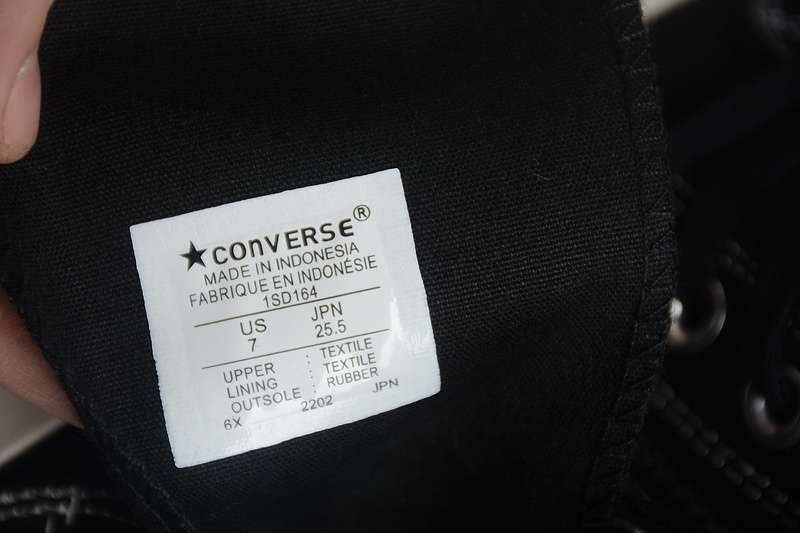 ★CONVERSE®
MADE IN INDONESIA
FABRIQUE EN INDONÉSIE
1SD164
US JPN
7 25.5
UPPER : TEXTILE
LINING : TEXTILE
OUTSOLE : RUBBER
6X 2202 JPN